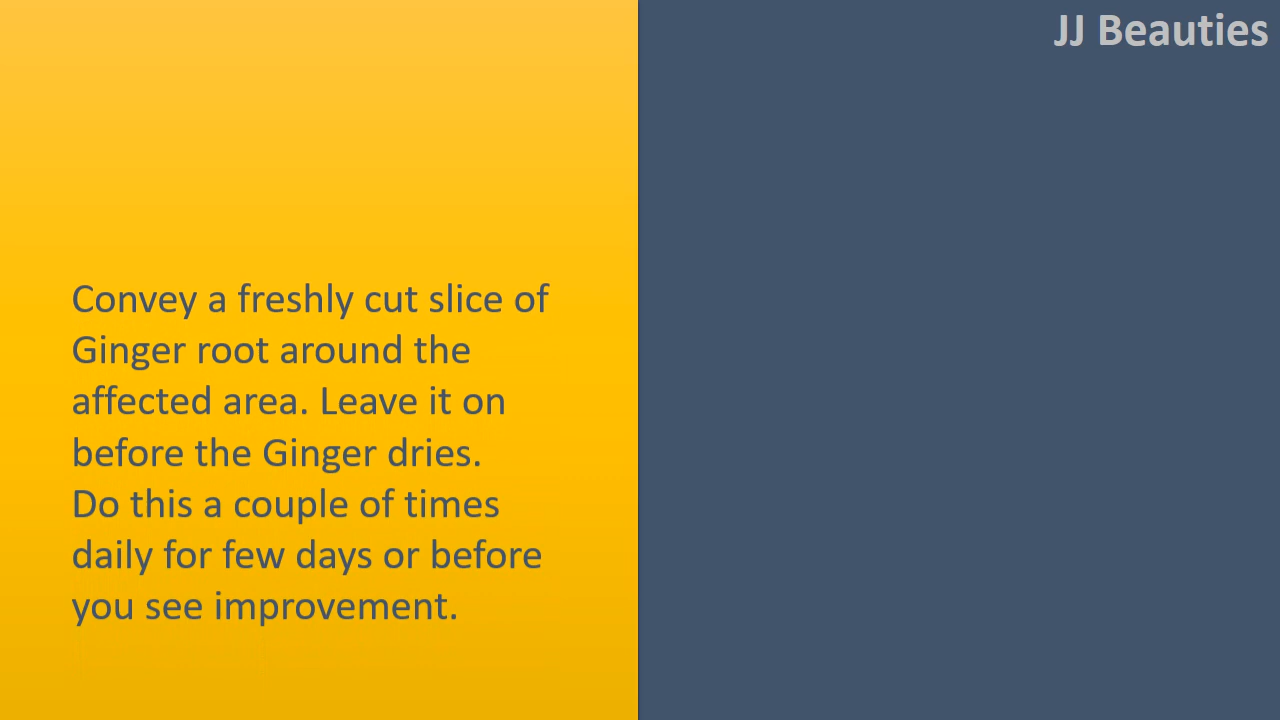 JJ Beauties
Convey a freshly cut slice of
Ginger root around the
affected area. Leave it on
before the Ginger dries.
Do this a couple of times
daily for few days or before
you see improvement.